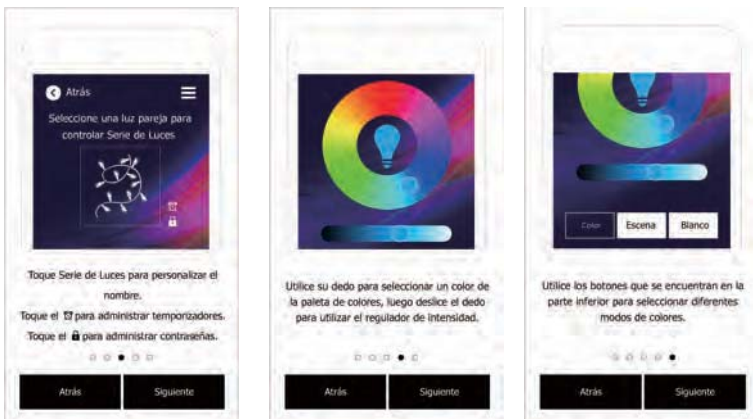 Atrás
Seleccione una luz pareja para
controlar Serie de Luces
Toque Serie de Luces para personalizar el
nombre.
Toque el para administrar temporizadores.
Toque el para administrar contraseñas.
Atrás
Siguiente
Utilice su dedo para seleccionar un color de
la paleta de colores, luego deslice el dedo
para utilizar el regulador de intensidad.
Atrás
Siguiente
Color
Escena
Blanco
Utilice los botones que se encuentran en la
parte inferior para seleccionar diferentes
modos de colores.
Atrás
Siguiente